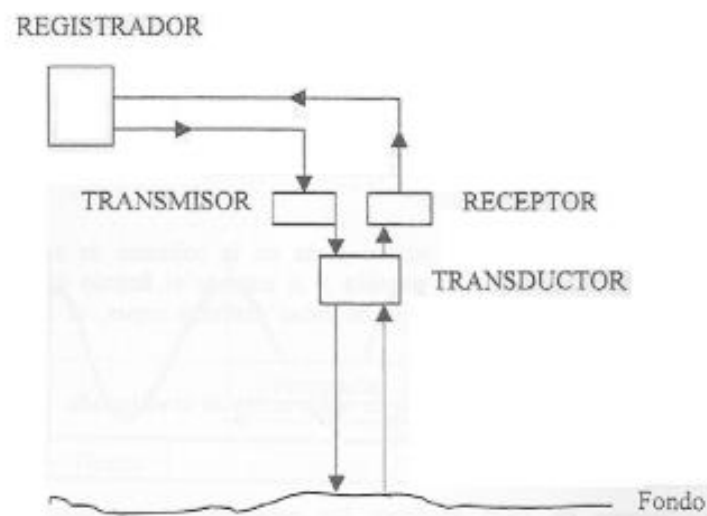 REGISTRADOR
TRANSMISOR
RECEPTOR
TRANSDUCTOR
Fondo